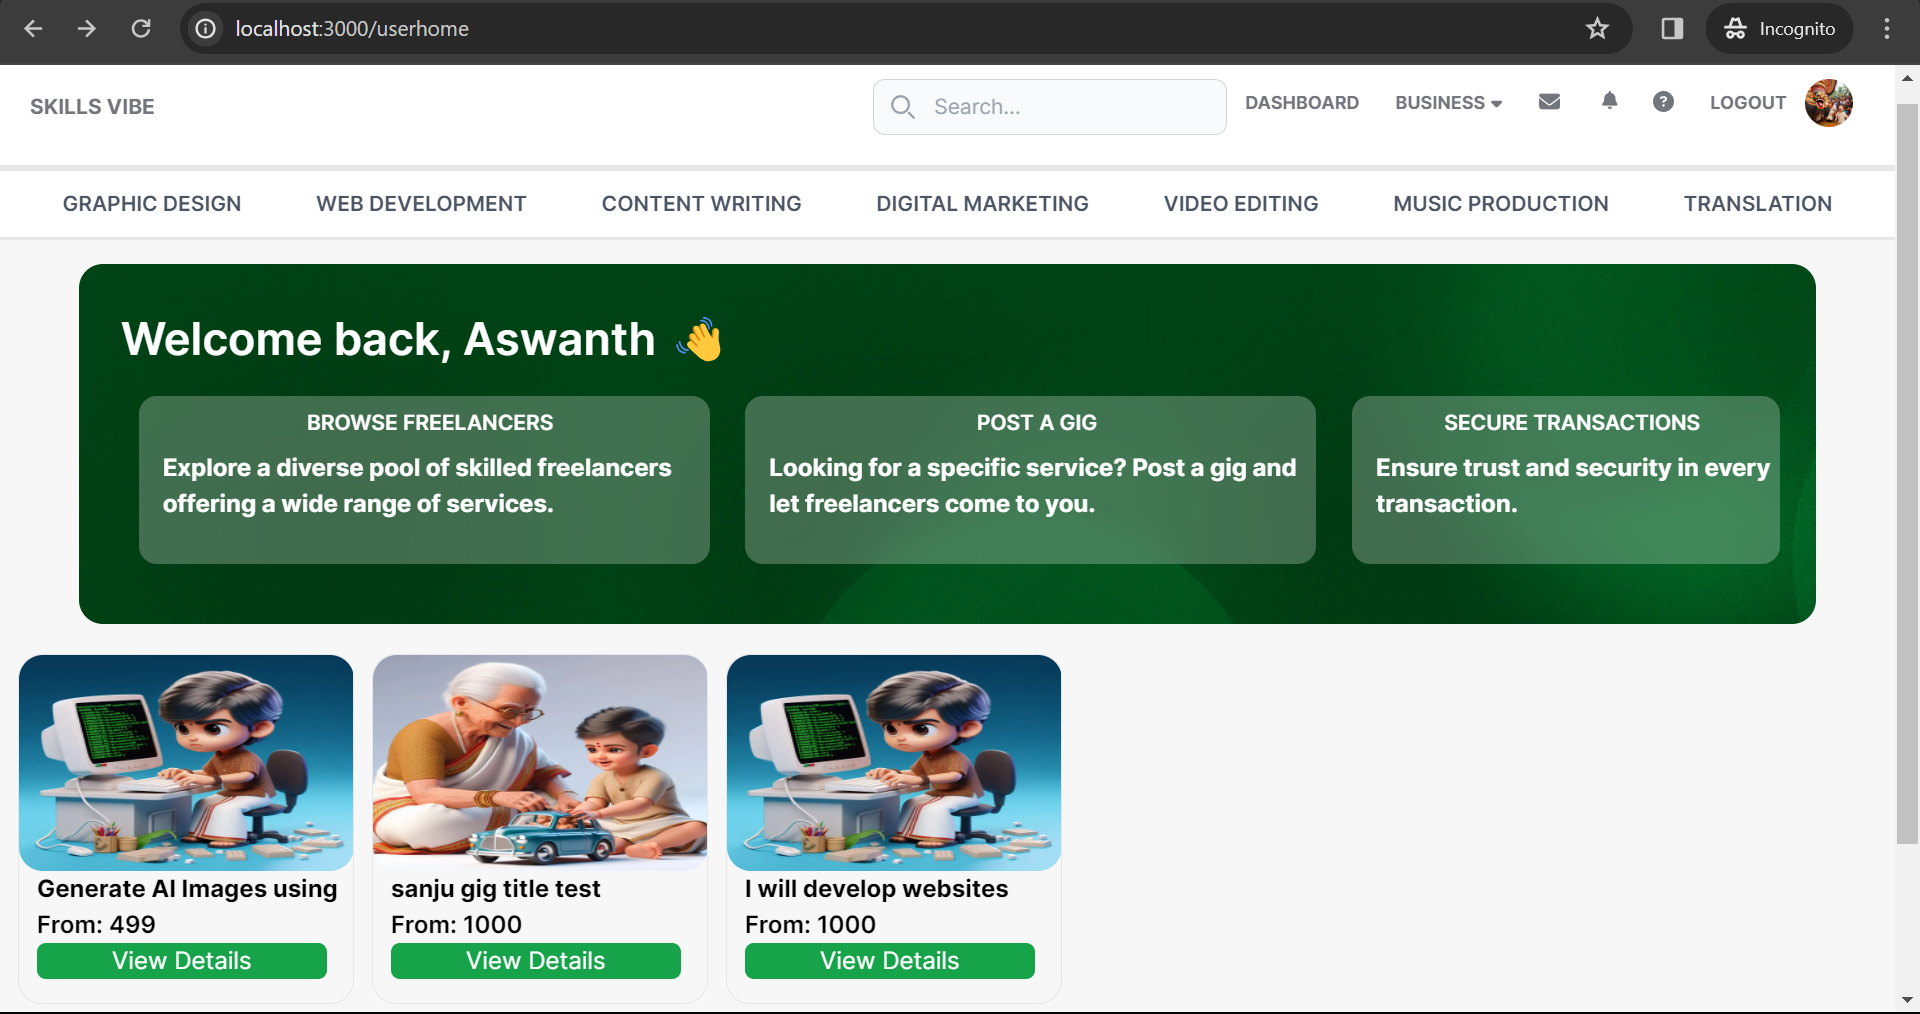 localhost:3000/userhome
Incognito
SKILLS VIBE
Search...
DASHBOARD
BUSINESS
?
LOGOUT
GRAPHIC DESIGN
WEB DEVELOPMENT
CONTENT WRITING
DIGITAL MARKETING
VIDEO EDITING
MUSIC PRODUCTION
TRANSLATION
Welcome back, Aswanth 👋
BROWSE FREELANCERS
Explore a diverse pool of skilled freelancers
offering a wide range of services.
POST A GIG
Looking for a specific service? Post a gig and
let freelancers come to you.
SECURE TRANSACTIONS
Ensure trust and security in every
transaction.
Generate AI Images using
From: 499
View Details
sanju gig title test
From: 1000
View Details
I will develop websites
From: 1000
View Details